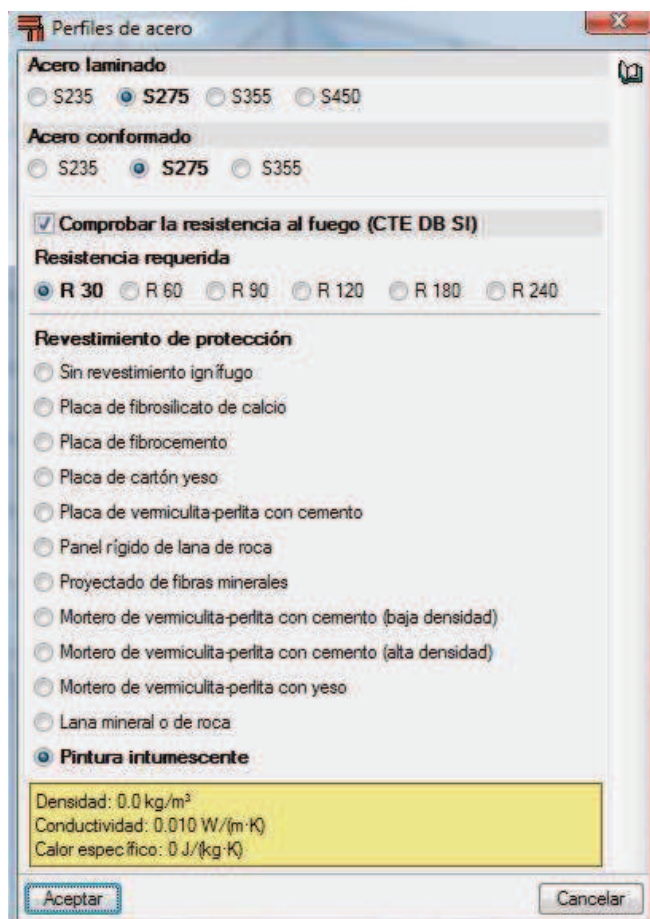 Perfiles de acero
Acero laminado
S235 S275 S355 S450
Acero conformado
S235 S275 S355
Comprobar la resistencia al fuego (CTE DB SI)
Resistencia requerida
R 30 R 60 R 90 R 120 R 180 R 240
Revestimiento de protección
Sin revestimiento ignífugo
Placa de fibrosilicato de calcio
Placa de fibrocemento
Placa de cartón yeso
Placa de vermiculita-perlita con cemento
Panel rígido de lana de roca
Proyectado de fibras minerales
Mortero de vermiculita-perlita con cemento (baja densidad)
Mortero de vermiculita-perlita con cemento (alta densidad)
Mortero de vermiculita-perlita con yeso
Lana mineral o de roca
Pintura intumescente
Densidad: 0.0 kg/m³
Conductividad: 0.010 W/(m·K)
Calor específico: 0 J/(kg·K)
Aceptar Cancelar